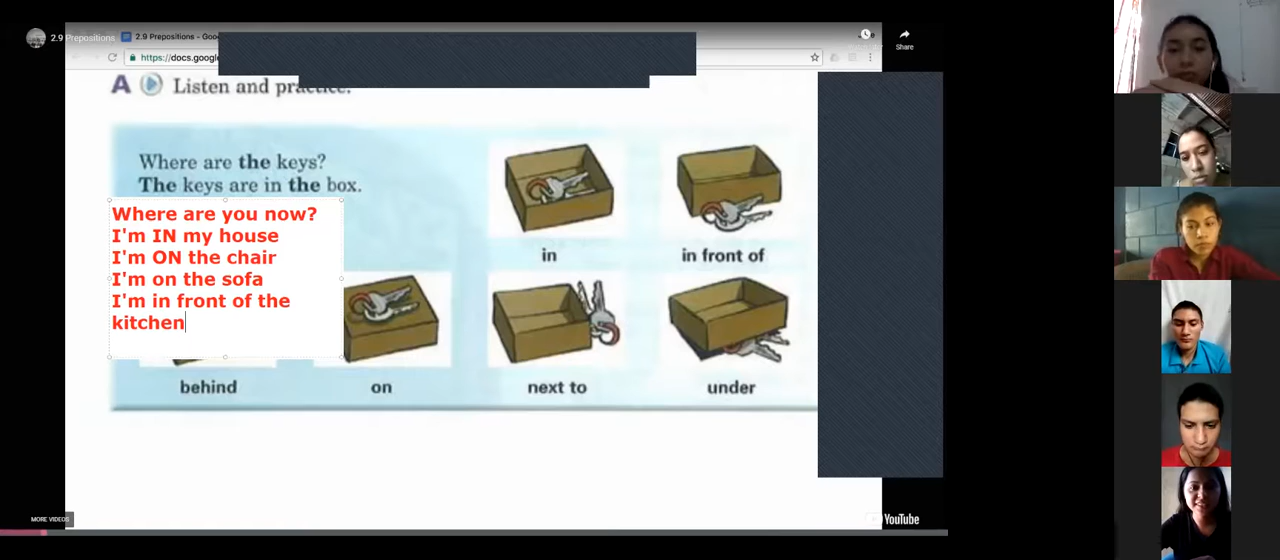 2.9 Prepositions
2.9 Prepositions - Goo
https://docs.googl
Share
A Listen and practice.
Where are the keys?
The keys are in the box.
Where are you now?
I'm IN my house
I'm ON the chair
I'm on the sofa
I'm in front of the
kitchen
in
in front of
behind
on
next to
under
MORE VIDEOS
YouTube